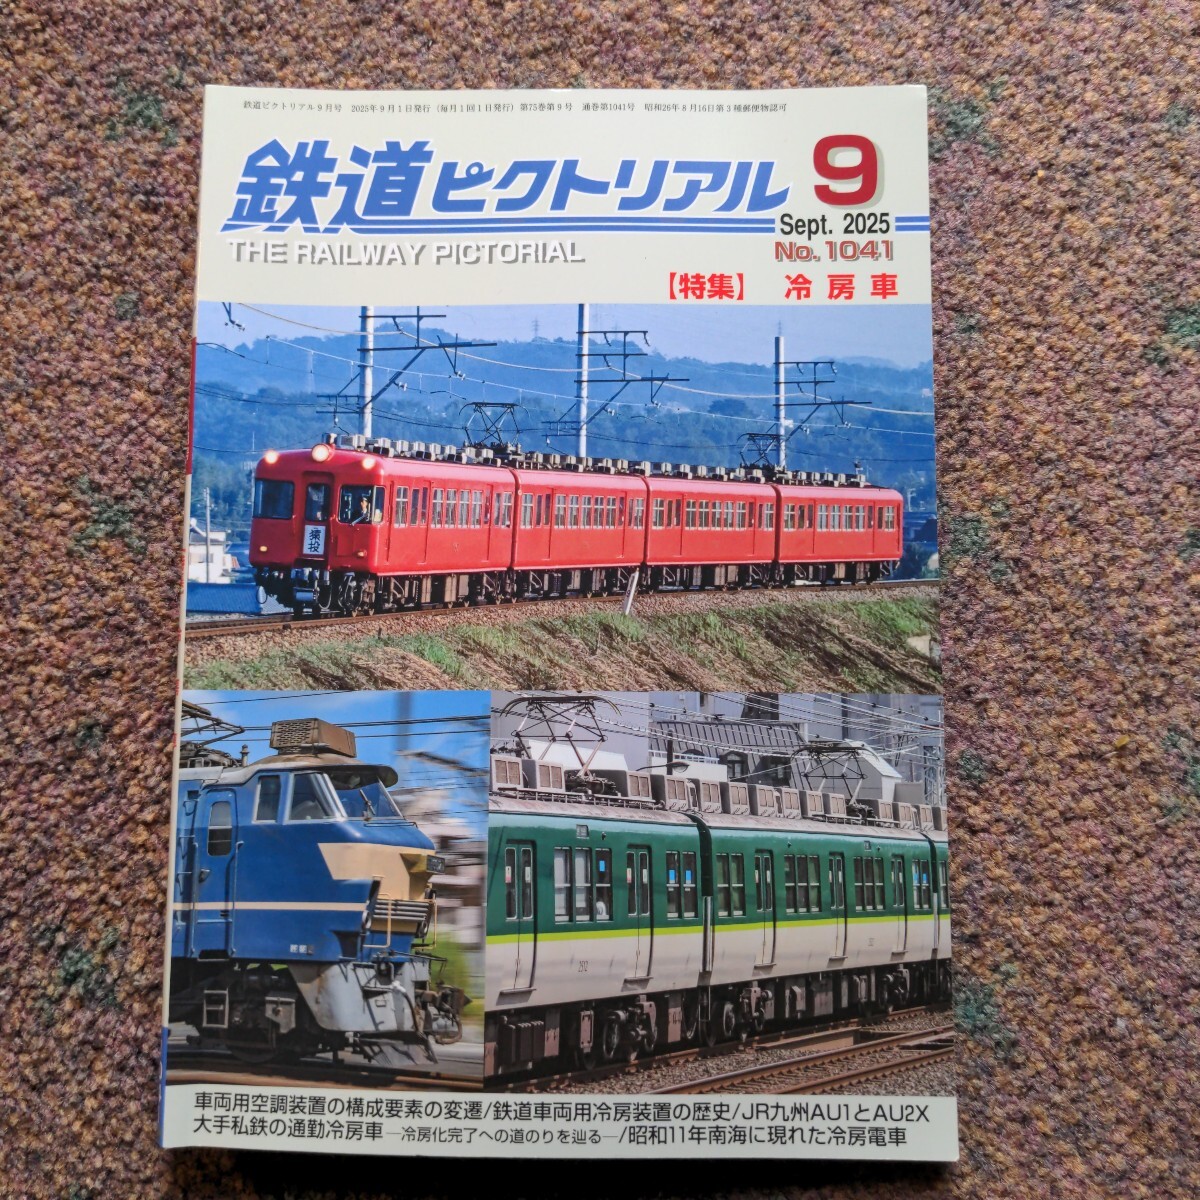 鉄道ピクトリアル9月号 2025年9月1日発行(毎月1回1日発行)第75巻第9号 通巻第1041号 昭和26年8月16日第3種郵便物認可
鉄道ピクトリアル 9
Sept. 2025
THE RAILWAY PICTORIAL No.1041
【特集】 冷房車
猿投
車両用空調装置の構成要素の変遷/鉄道車両用冷房装置の歴史/JR九州AU1とAU2X
大手私鉄の通勤冷房車—冷房化完了への道のりを辿る—/昭和11年南海に現れた冷房電車